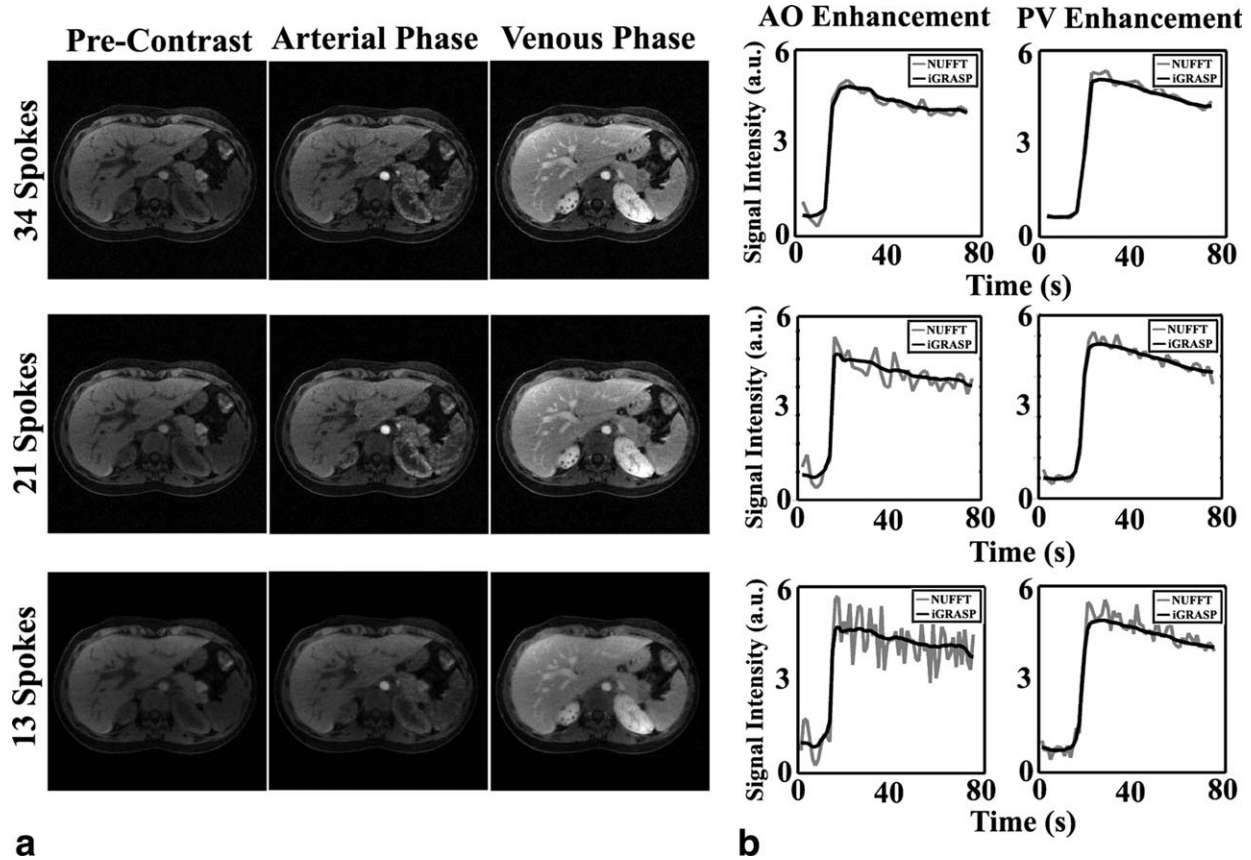 Pre-Contrast Arterial Phase Venous Phase
34 Spokes
21 Spokes
13 Spokes
a
AO Enhancement PV Enhancement
Signal Intensity (a.u.)
6
3
0
NUFFT
iGRASP
0 40 80
6
3
0
NUFFT
iGRASP
0 40 80
Time (s)
Signal Intensity (a.u.)
6
3
0
NUFFT
iGRASP
0 40 80
6
3
0
NUFFT
iGRASP
0 40 80
Time (s)
Signal Intensity (a.u.)
6
3
0
NUFFT
iGRASP
0 40 80
6
3
0
NUFFT
iGRASP
0 40 80
Time (s)
b